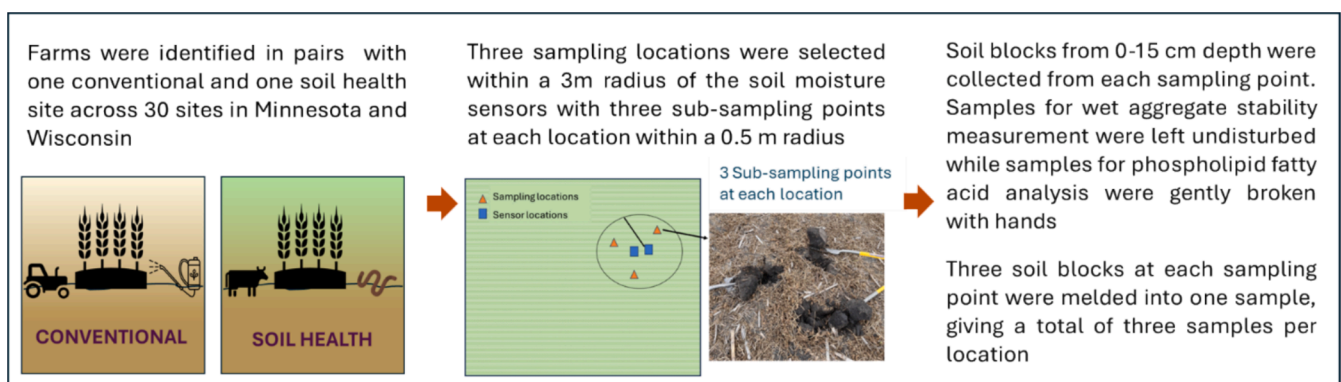 Farms were identified in pairs with
one conventional and one soil health
site across 30 sites in Minnesota and
Wisconsin
CONVENTIONAL
SOIL HEALTH
Three sampling locations were selected
within a 3m radius of the soil moisture
sensors with three sub-sampling points
at each location within a 0.5 m radius
Sampling locations
Sensor locations
3 Sub-sampling points
at each location
Soil blocks from 0-15 cm depth were
collected from each sampling point.
Samples for wet aggregate stability
measurement were left undisturbed
while samples for phospholipid fatty
acid analysis were gently broken
with hands
Three soil blocks at each sampling
point were melded into one sample,
giving a total of three samples per
location